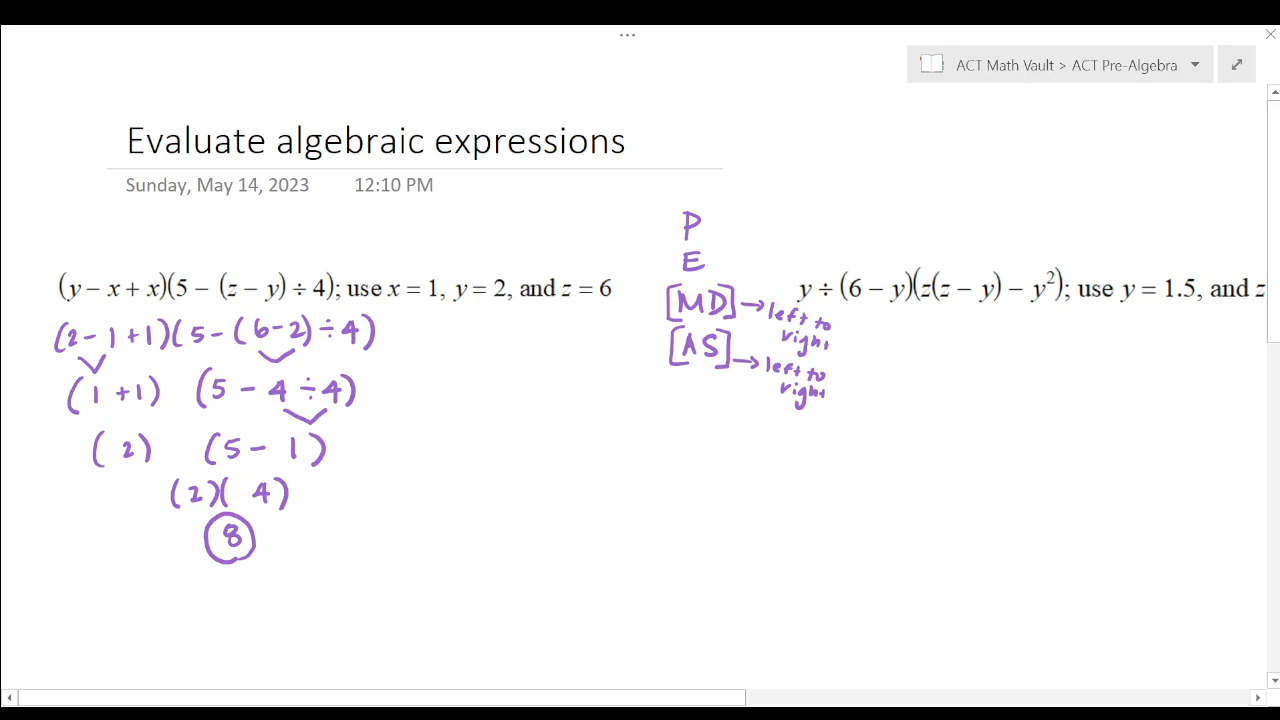 ...
ACT Math Vault > ACT Pre-Algebra
Evaluate algebraic expressions
Sunday, May 14, 2023 12:10 PM
(y − x + x)(5 − (z − y) ÷ 4); use x = 1, y = 2, and z = 6
(2 - 1 + 1)(5 - (6 - 2) ÷ 4)
(1 + 1) (5 - 4 ÷ 4)
(2) (5 - 1)
(2)( 4)
8
P
E
[MD] → left to
right
[AS] → left to
right
y ÷ (6 − y)(z(z − y) − y²); use y = 1.5, and z